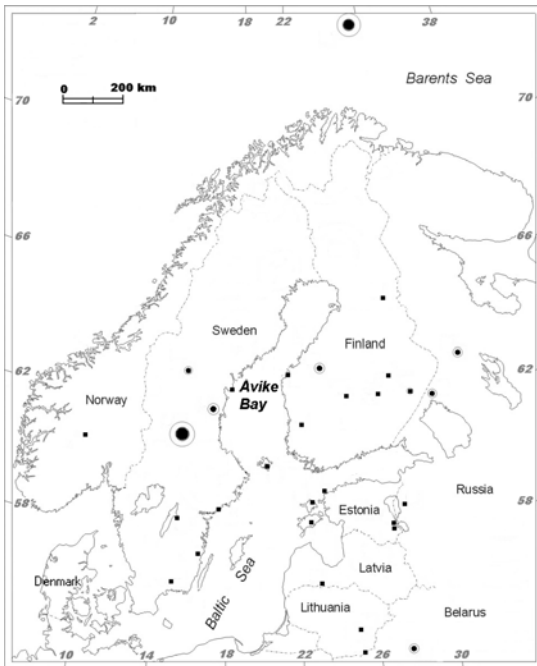 2 10 18 22 38
0 200 km
Barents Sea
70 70
66 66
Sweden
Finland
62 62
Avike
Bay
Norway
58 58
Estonia
Russia
Latvia
Denmark
Baltic Sea
Lithuania
Belarus
10 14 18 22 26 30